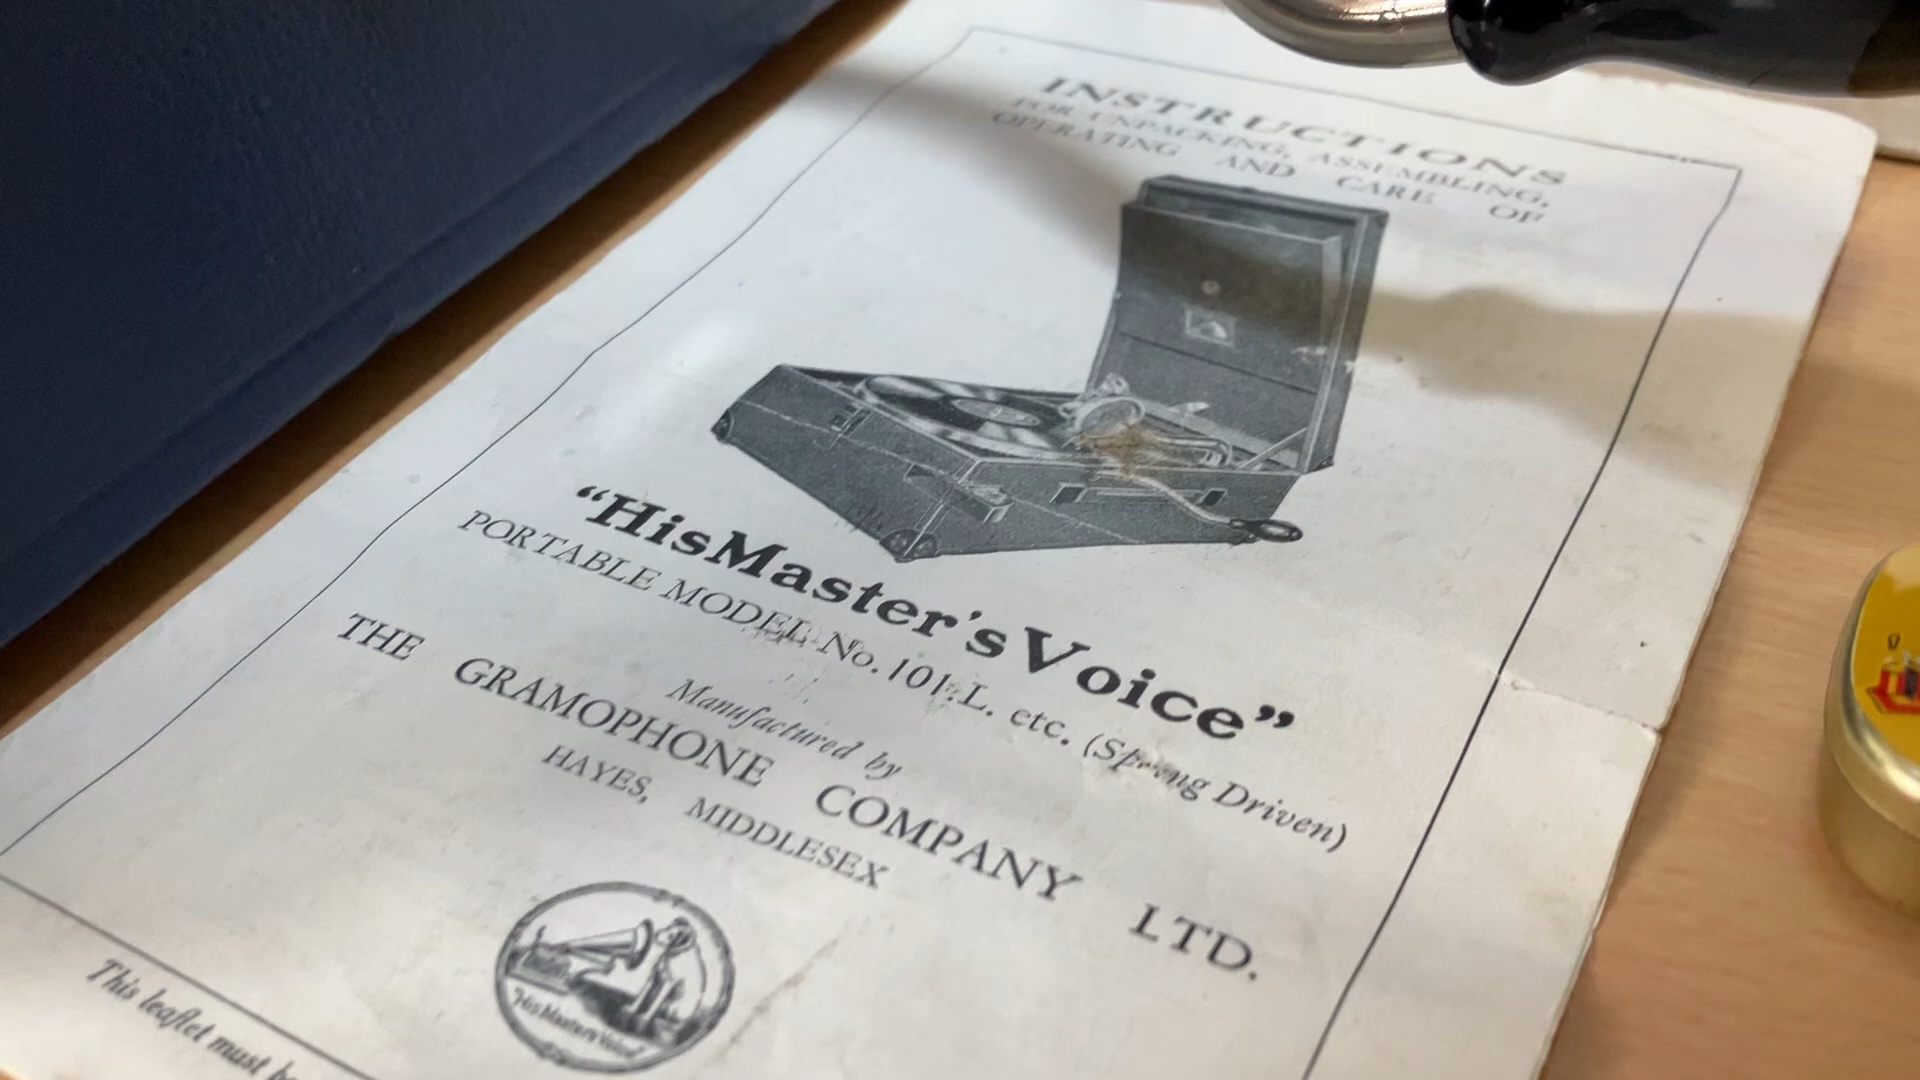 INSTRUCTIONS
FOR UNPACKING, ASSEMBLING,
OPERATING AND CARE OF
“HisMaster’sVoice”
PORTABLE MODEL No. 101.L. etc. (Spring Driven)
Manufactured by
THE GRAMOPHONE COMPANY LTD.
HAYES, MIDDLESEX
"His Master's Voice"
This leaflet must be